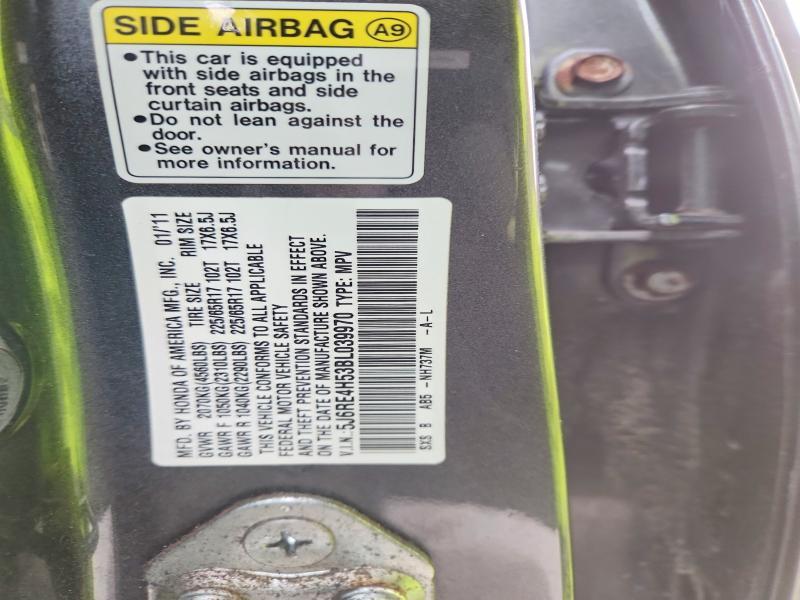 SIDE AIRBAG A9
•This car is equipped
with side airbags in the
front seats and side
curtain airbags.
•Do not lean against the
door.
•See owner's manual for
more information.
MFD. BY HONDA OF AMERICA MFG., INC. 01/'11
GVWR 2070KG(4560LBS) TIRE SIZE RIM SIZE
GAWR F 1050KG(2310LBS) 225/65R17 102T 17X6.5J
GAWR R 1040KG(2290LBS) 225/65R17 102T 17X6.5J
THIS VEHICLE CONFORMS TO ALL APPLICABLE
FEDERAL MOTOR VEHICLE SAFETY
AND THEFT PREVENTION STANDARDS IN EFFECT
ON THE DATE OF MANUFACTURE SHOWN ABOVE.
V.I.N.: 5J6RE4H53BL039970 TYPE: MPV
SXS B AB5 -NH737M -A-L